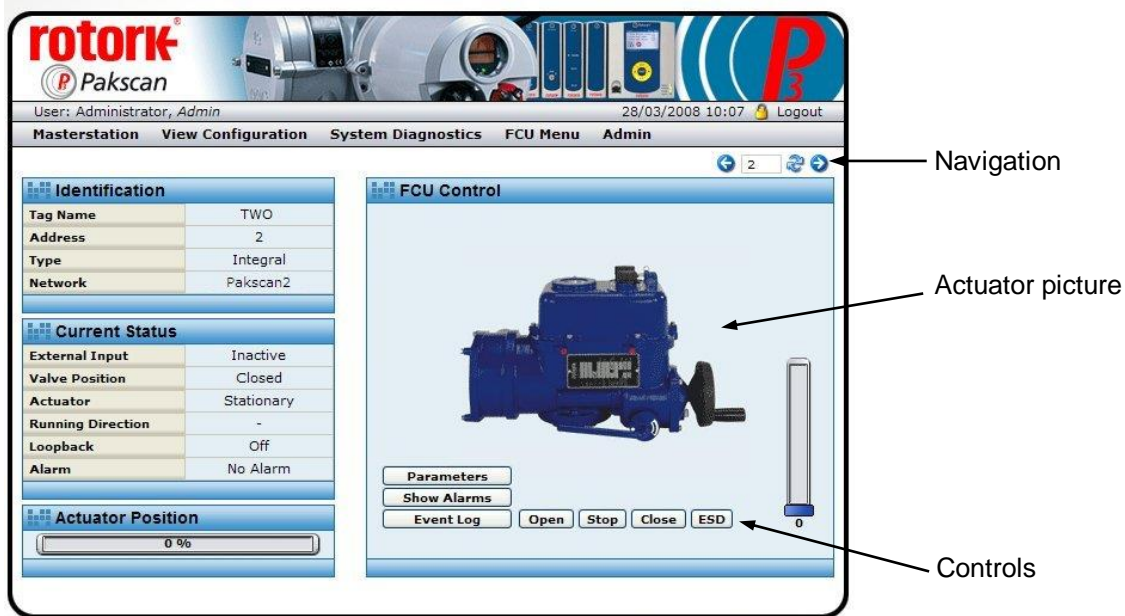 rotork®
Pakscan
P3
User: Administrator, Admin 28/03/2008 10:07 Logout
Masterstation View Configuration System Diagnostics FCU Menu Admin
2
Navigation
Identification
Tag Name TWO
Address 2
Type Integral
Network Pakscan2
Current Status
External Input Inactive
Valve Position Closed
Actuator Stationary
Running Direction -
Loopback Off
Alarm No Alarm
Actuator Position
0 %
FCU Control
Actuator picture
Parameters
Show Alarms
Event Log Open Stop Close ESD
0
Controls